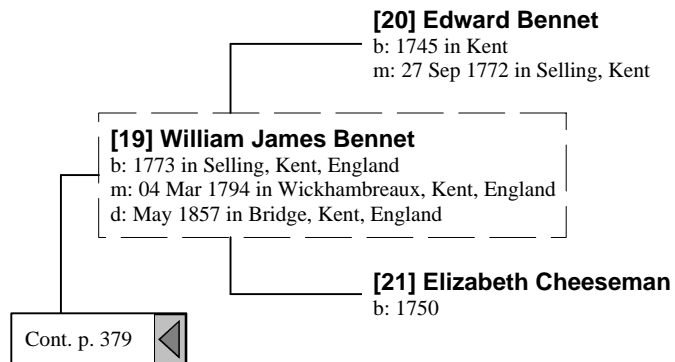 [20] Edward Bennet
b: 1745 in Kent
m: 27 Sep 1772 in Selling, Kent
[19] William James Bennet
b: 1773 in Selling, Kent, England
m: 04 Mar 1794 in Wickhambreaux, Kent, England
d: May 1857 in Bridge, Kent, England
[21] Elizabeth Cheeseman
b: 1750
Cont. p. 379